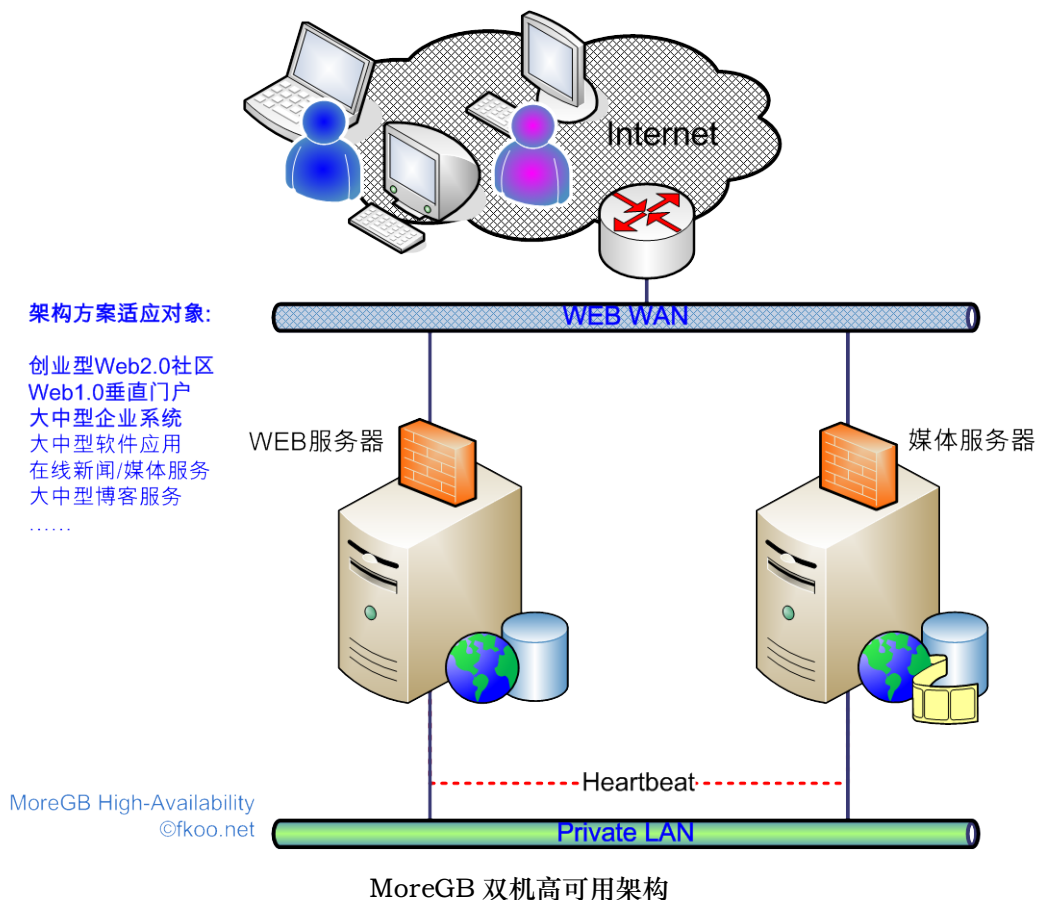 Internet
WEB WAN
架构方案适应对象:
创业型Web2.0社区
Web1.0垂直门户
大中型企业系统
大中型软件应用
在线新闻/媒体服务
大中型博客服务
......
WEB服务器
媒体服务器
Heartbeat
MoreGB High-Availability
©fkoo.net
Private LAN
MoreGB 双机高可用架构